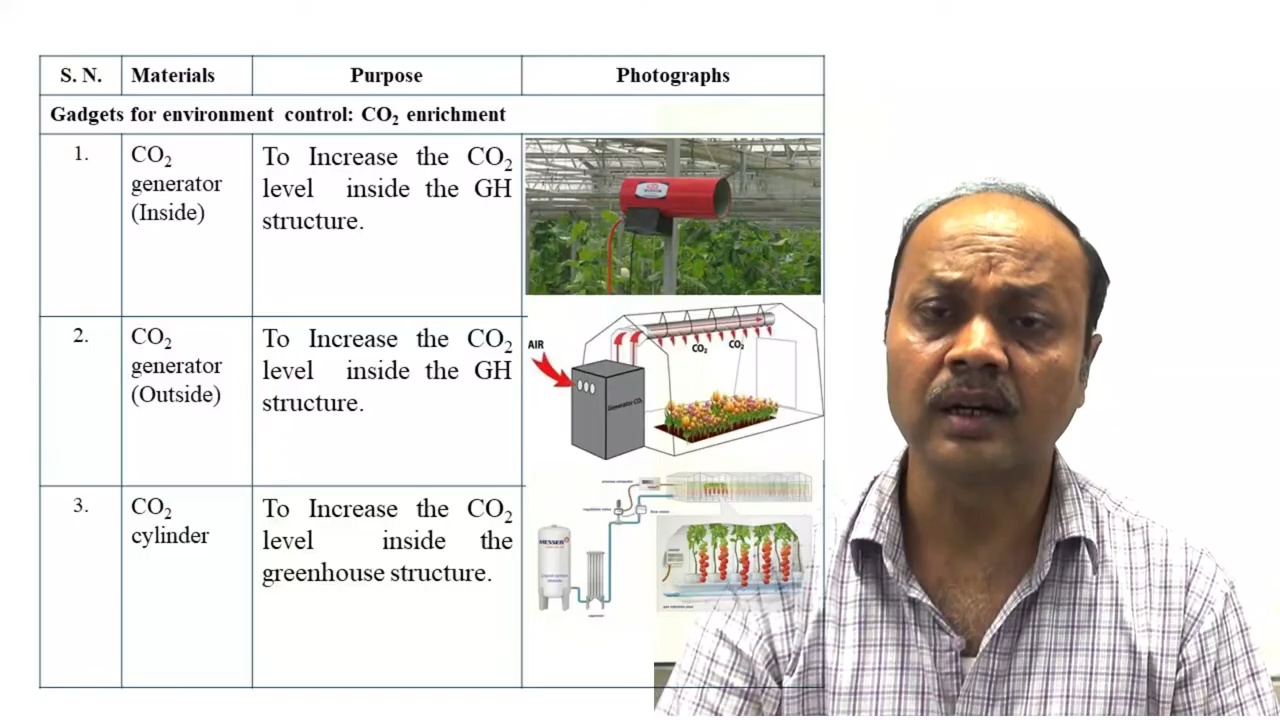 S. N. Materials Purpose Photographs
Gadgets for environment control: CO2 enrichment
1. CO2 generator (Inside)
To Increase the CO2
level inside the GH
structure.
2. CO2 generator (Outside)
To Increase the CO2
level inside the GH
structure.
AIR
CO2 CO2
Generator CO2
3. CO2 cylinder
To Increase the CO2
level inside the
greenhouse structure.
MESSER